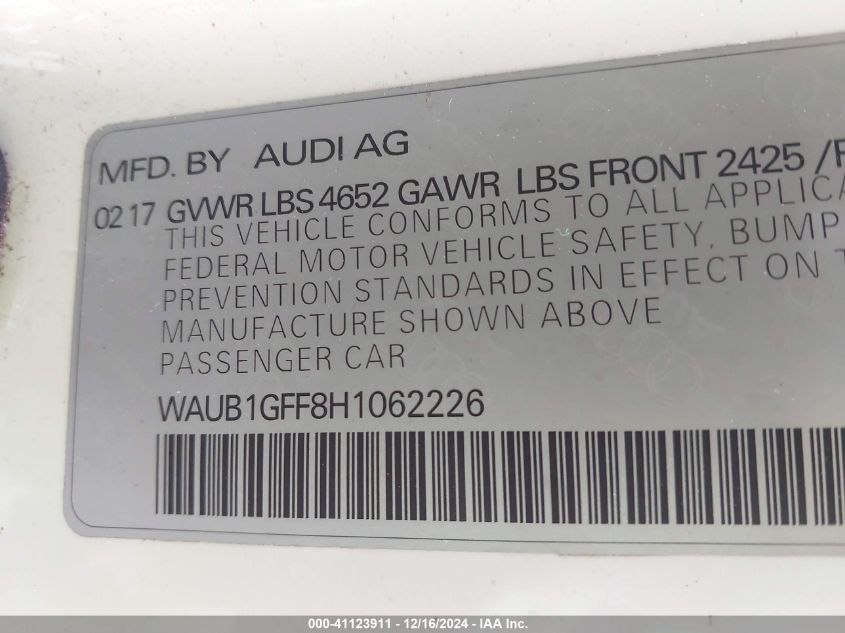 MFD. BY AUDI AG
02 17 GVWR LBS 4652 GAWR LBS FRONT 2425 /
THIS VEHICLE CONFORMS TO ALL
FEDERAL MOTOR VEHICLE SAFETY, BUMP
PREVENTION STANDARDS IN EFFECT ON
MANUFACTURE SHOWN ABOVE
PASSENGER CAR
WAUB1GFF8H1062226
000-41123911 - 12/16/2024 - IAA Inc.